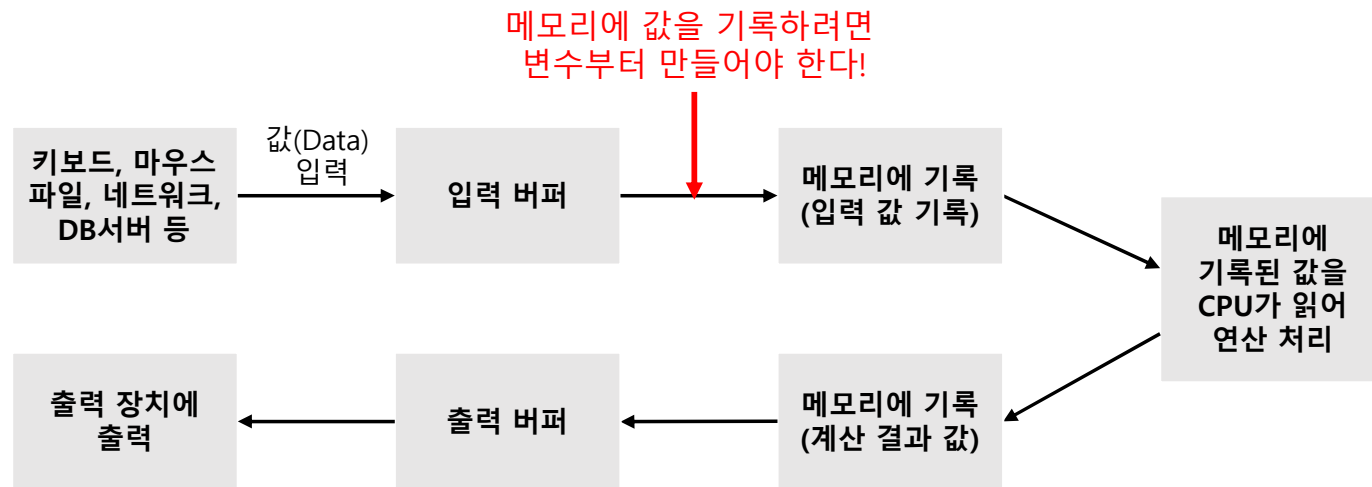 메모리에 값을 기록하려면
변수부터 만들어야 한다!
키보드, 마우스
파일, 네트워크,
DB서버 등
값(Data)
입력
입력 버퍼
메모리에 기록
(입력 값 기록)
메모리에
기록된 값을
CPU가 읽어
연산 처리
출력 장치에
출력
출력 버퍼
메모리에 기록
(계산 결과 값)